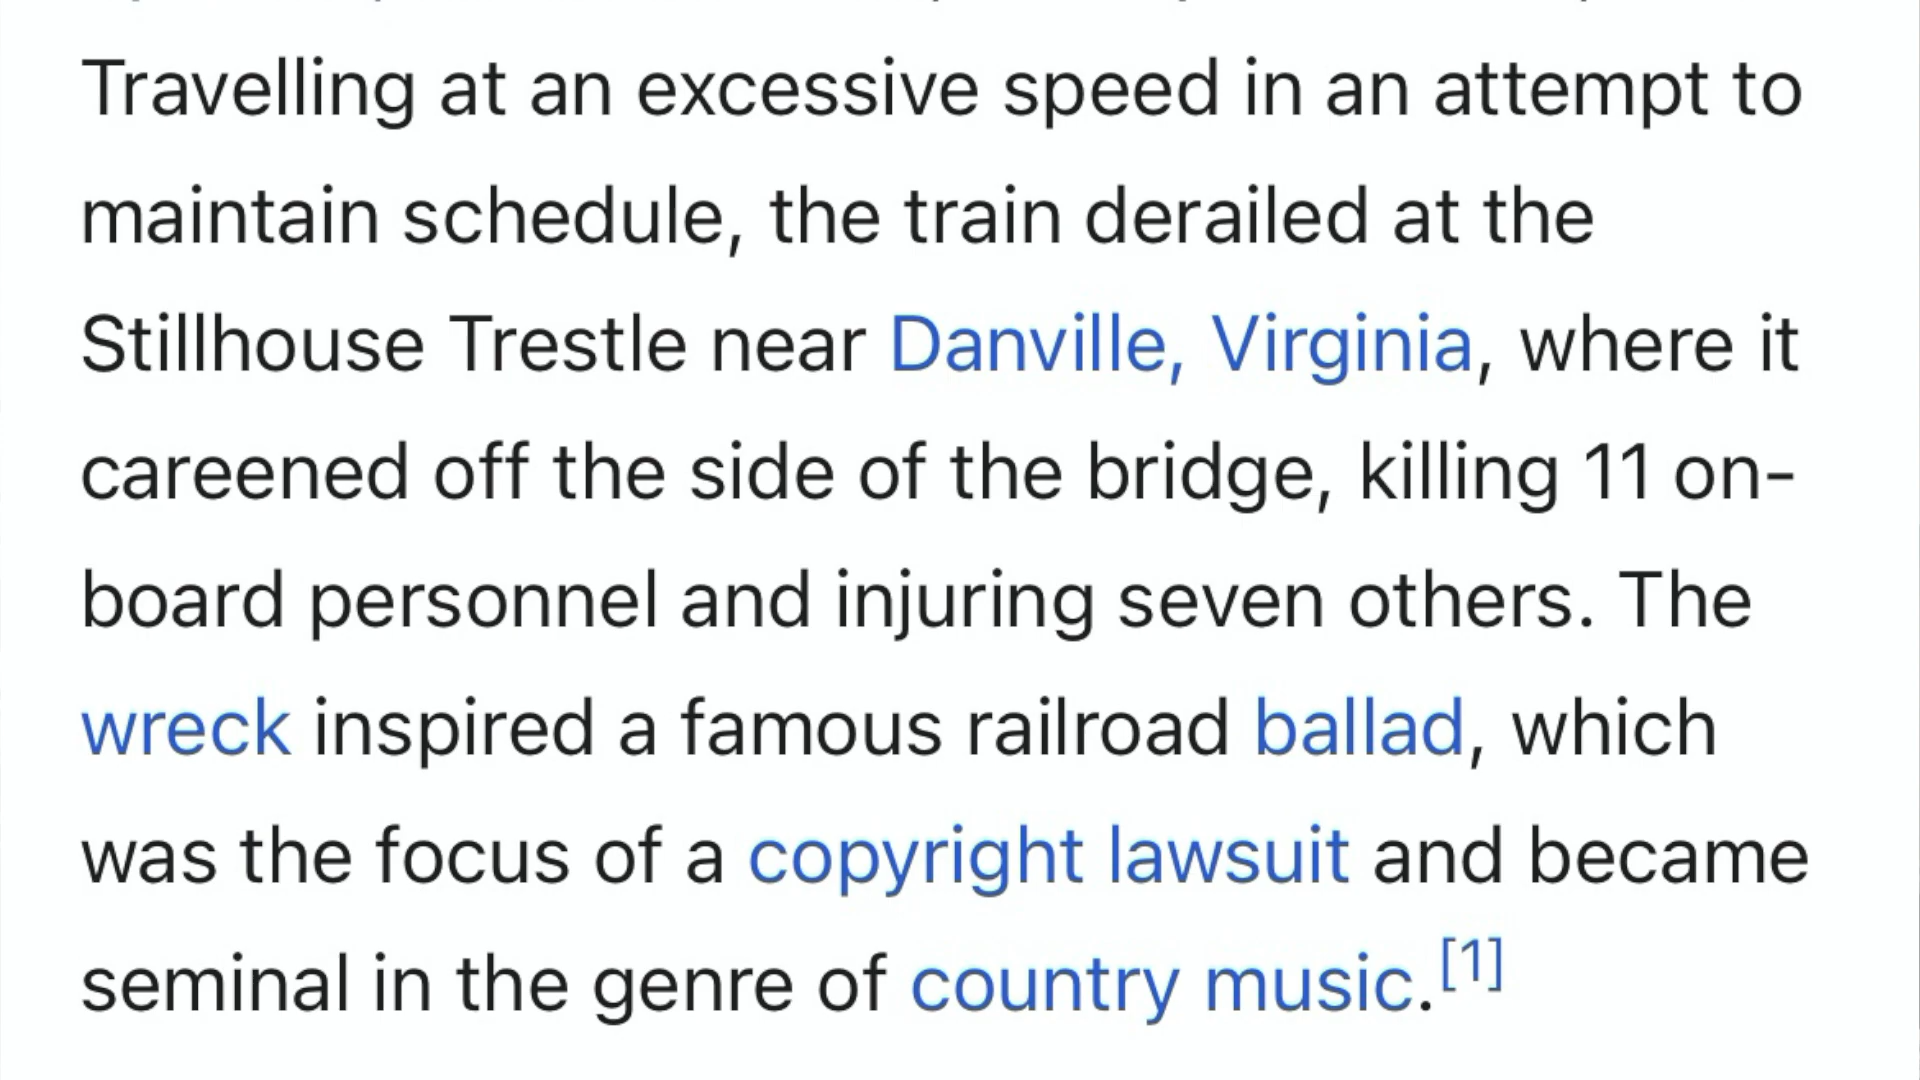 Travelling at an excessive speed in an attempt to
maintain schedule, the train derailed at the
Stillhouse Trestle near Danville, Virginia, where it
careened off the side of the bridge, killing 11 on-
board personnel and injuring seven others. The
wreck inspired a famous railroad ballad, which
was the focus of a copyright lawsuit and became
seminal in the genre of country music.[1]